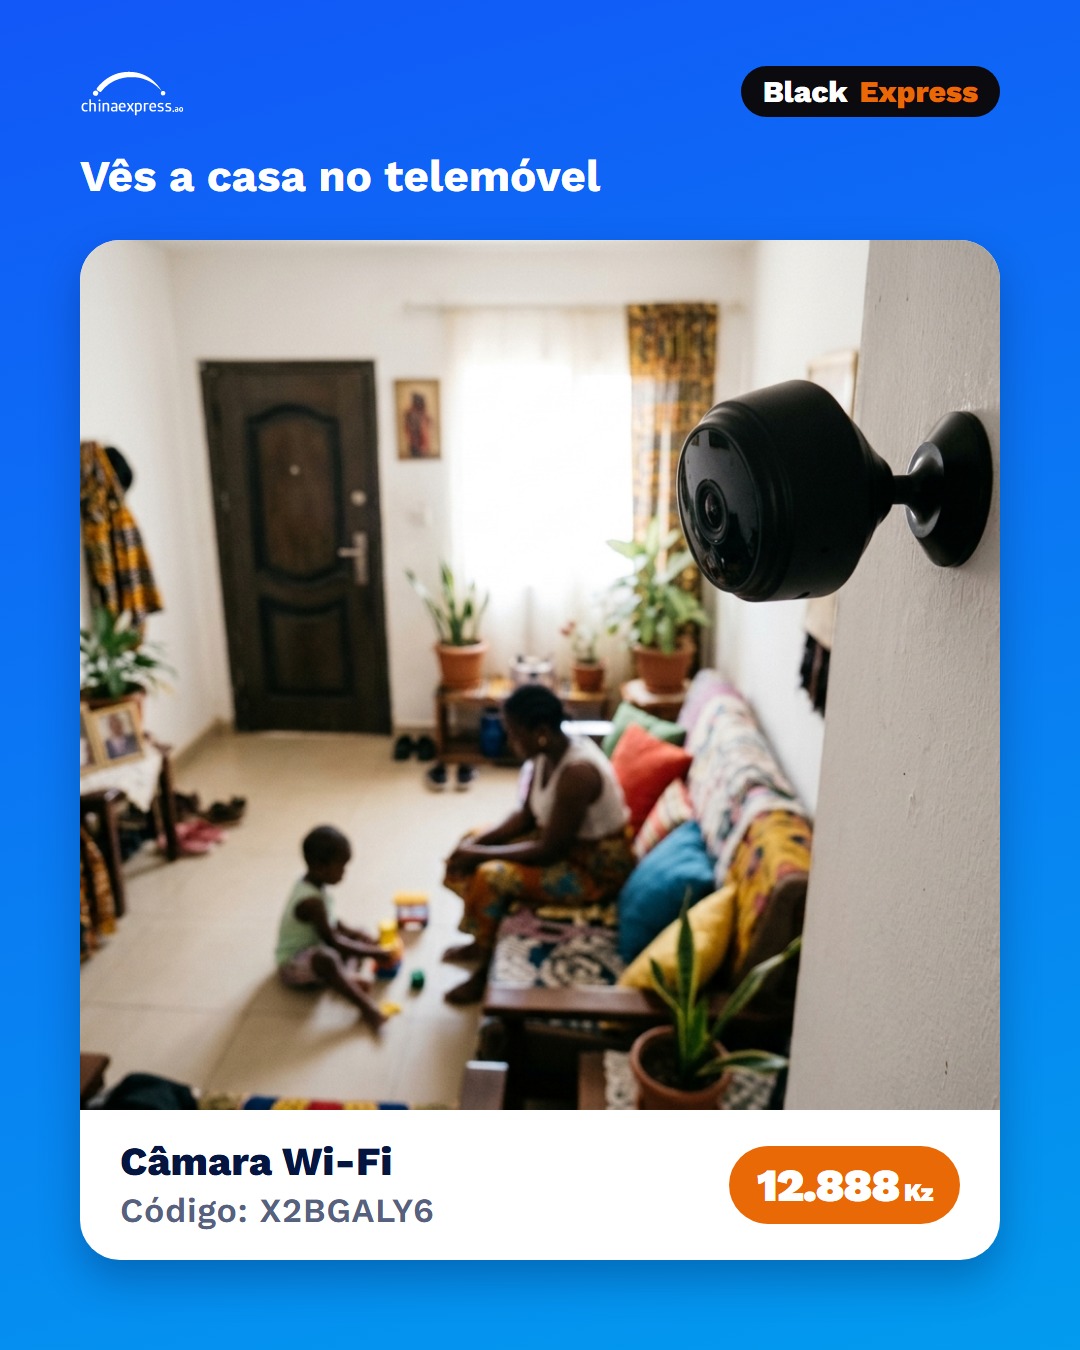 chinaexpress.ao
Black Express
Vês a casa no telemóvel
Câmara Wi-Fi
Código: X2BGALY6
12.888 Kz